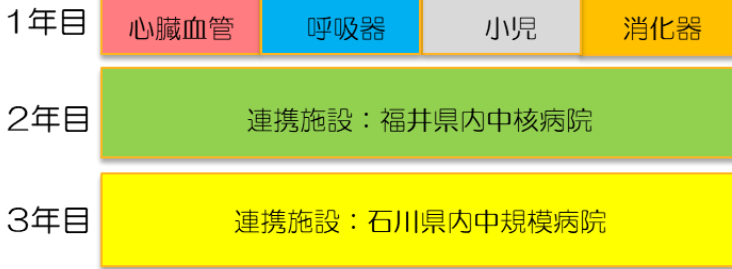 1年目 心臓血管 呼吸器 小児 消化器
2年目 連携施設：福井県内中核病院
3年目 連携施設：石川県内中規模病院